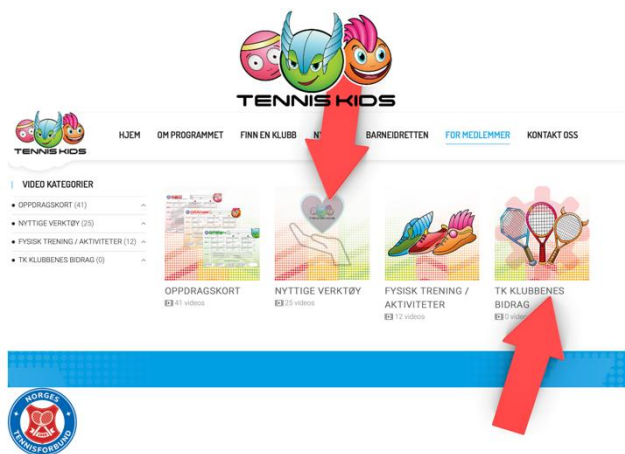 TENNIS KIDS
TENNIS KIDS
HJEM OM PROGRAMMET FINN EN KLUBB BARNEIDRETTEN FOR MEDLEMMER KONTAKT OSS
VIDEO KATEGORIER
OPPDRAGSKORT (41)
NYTTIGE VERKTØY (25)
FYSISK TRENING / AKTIVITETER (12)
TK KLUBBENES BIDRAG (0)
OPPDRAGSKORT
41 videos
NYTTIGE VERKTØY
25 videos
FYSISK TRENING /
AKTIVITETER
12 videos
TK KLUBBENES
BIDRAG
0 videos
NORGES
TENNISFORBUND